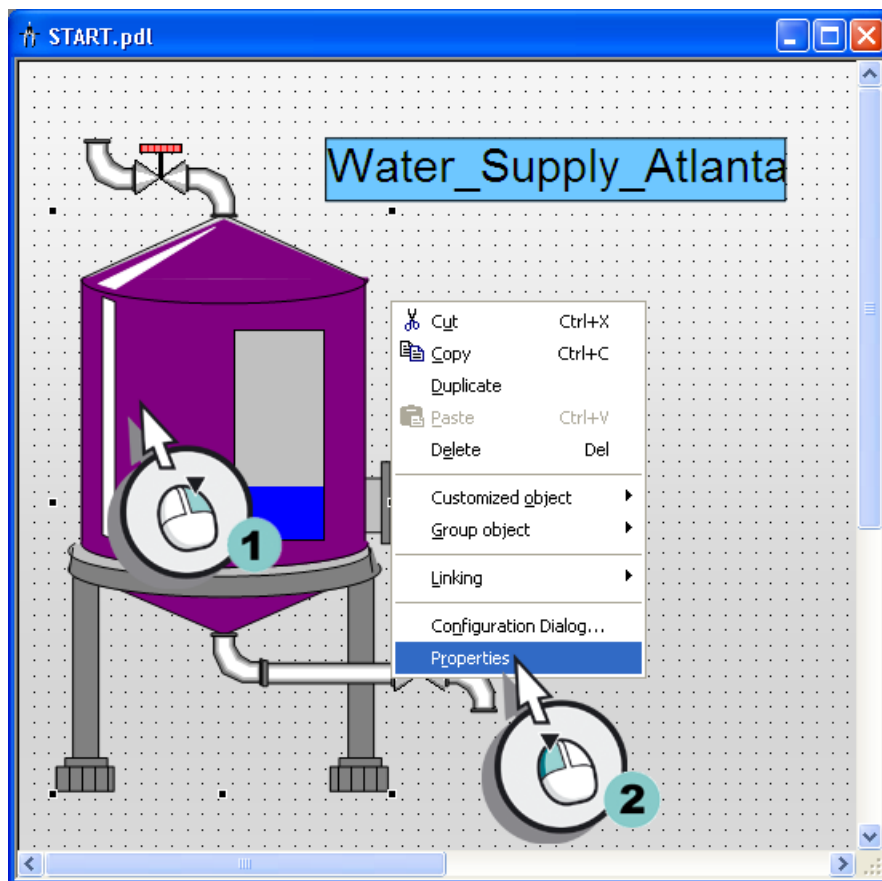 START.pdl
Water_Supply_Atlanta
Cut Ctrl+X
Copy Ctrl+C
Duplicate
Paste Ctrl+V
Delete Del
Customized object
Group object
Linking
Configuration Dialog...
Properties
1
2